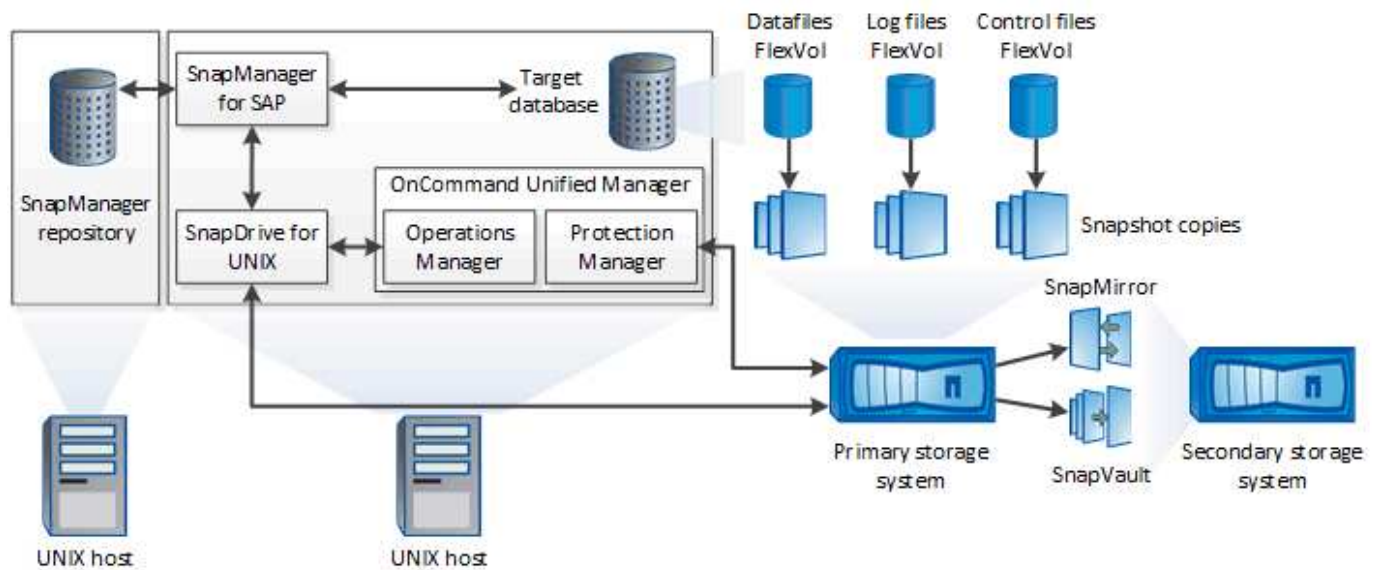 Datafiles
FlexVol
Log files
FlexVol
Control files
FlexVol
SnapManager
for SAP
Target
database
SnapManager
repository
OnCommand Unified Manager
SnapDrive for
UNIX
Operations
Manager
Protection
Manager
Snapshot copies
SnapMirror
Primary storage
system
SnapVault
Secondary storage
system
UNIX host
UNIX host